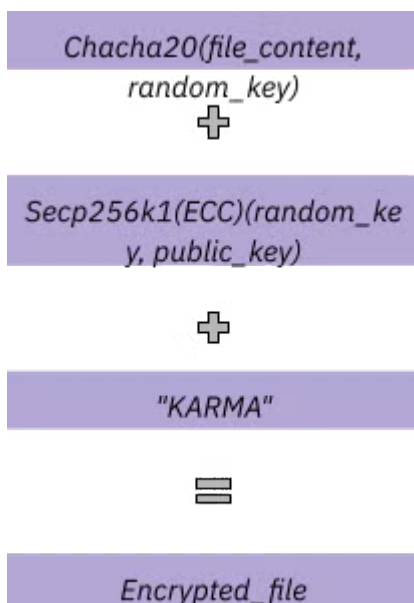 Chacha20(file_content,
random_key)
Secp256k1(ECC)(random_ke
y, public_key)
"KARMA"
Encrypted_file